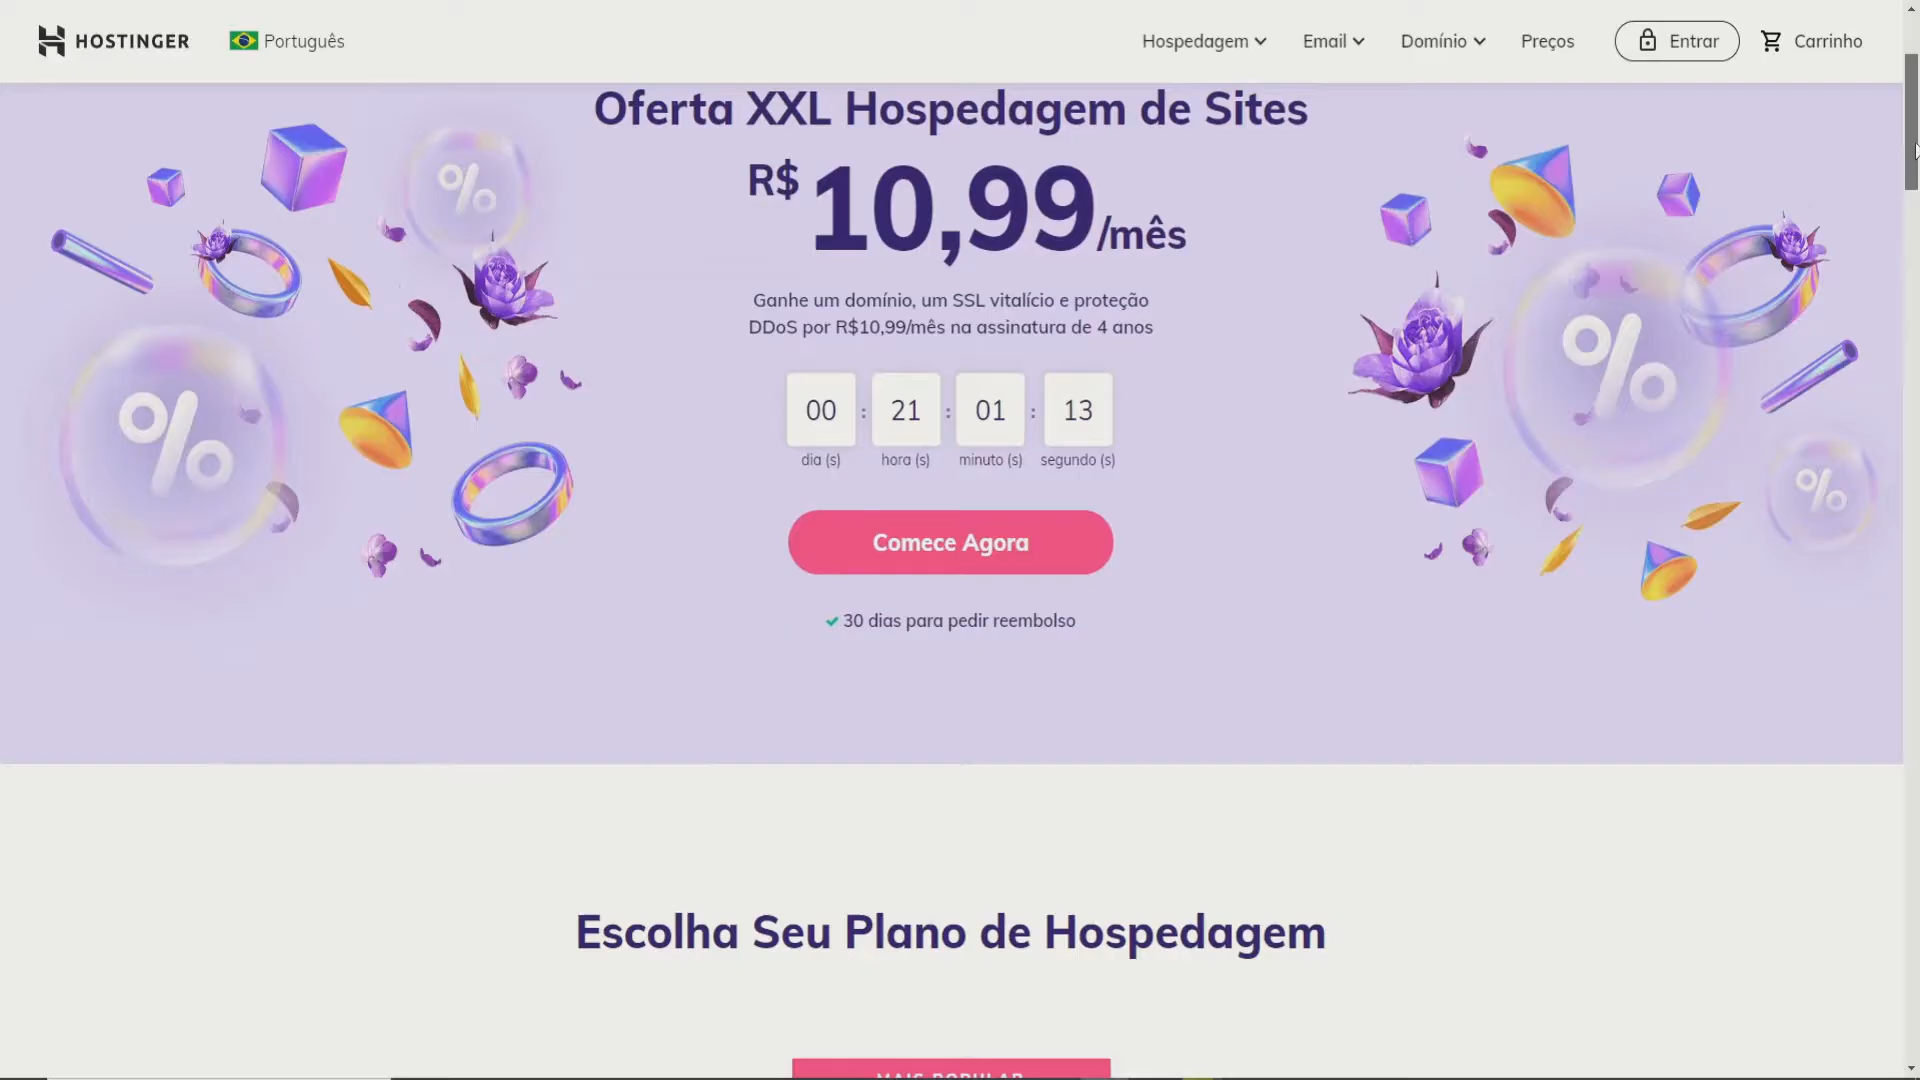 HOSTINGER
Português
Hospedagem
Email
Domínio
Preços
Entrar
Carrinho
Oferta XXL Hospedagem de Sites
R$ 10,99/mês
Ganhe um domínio, um SSL vitalício e proteção
DDoS por R$10,99/mês na assinatura de 4 anos
00 : 21 : 01 : 13
dia (s) hora (s) minuto (s) segundo (s)
Comece Agora
30 dias para pedir reembolso
%
%
%
%
Escolha Seu Plano de Hospedagem
MAIS POPULAR